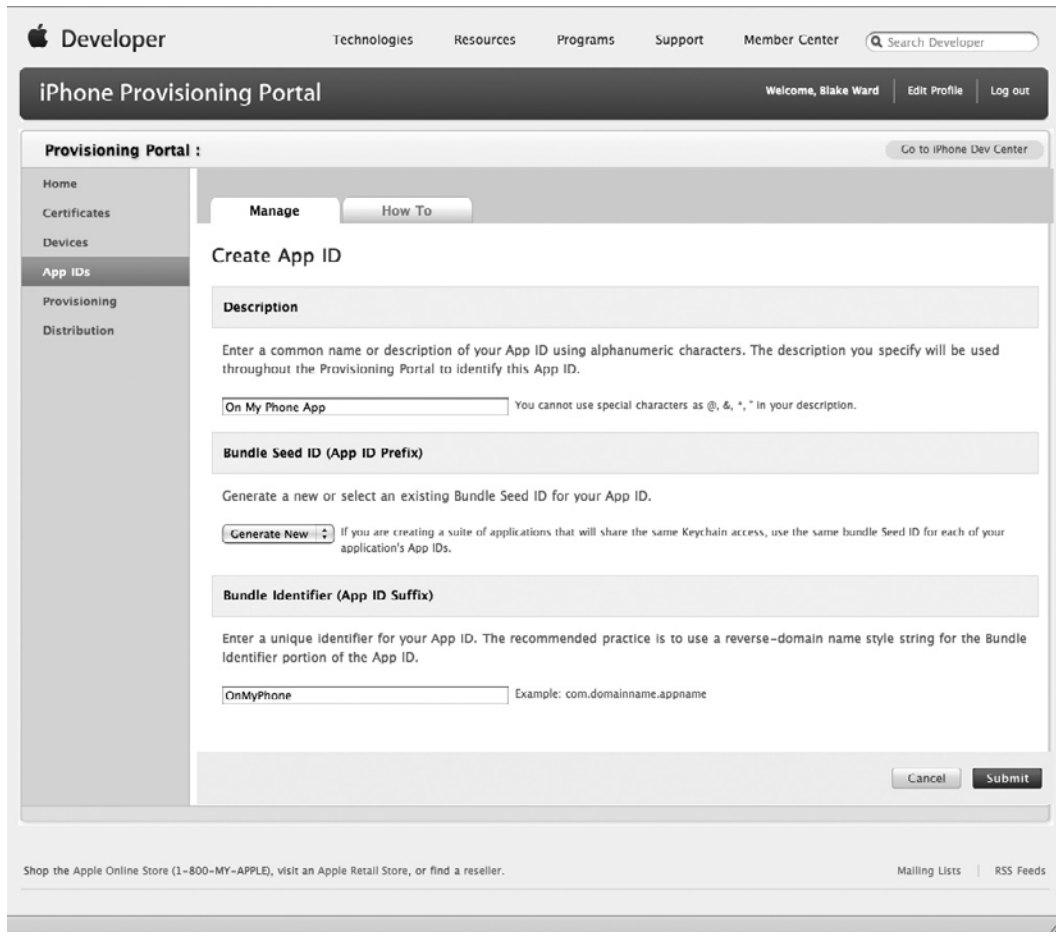 Developer
Technologies Resources Programs Support Member Center Search Developer
iPhone Provisioning Portal
Welcome, Blake Ward Edit Profile Log out
Provisioning Portal :
Go to iPhone Dev Center
Home
Certificates
Devices
App IDs
Provisioning
Distribution
Manage How To
Create App ID
Description
Enter a common name or description of your App ID using alphanumeric characters. The description you specify will be used
throughout the Provisioning Portal to identify this App ID.
On My Phone App You cannot use special characters as @, &, *, " in your description.
Bundle Seed ID (App ID Prefix)
Generate a new or select an existing Bundle Seed ID for your App ID.
Generate New If you are creating a suite of applications that will share the same Keychain access, use the same bundle Seed ID for each of your
application's App IDs.
Bundle Identifier (App ID Suffix)
Enter a unique identifier for your App ID. The recommended practice is to use a reverse-domain name style string for the Bundle
Identifier portion of the App ID.
OnMyPhone Example: com.domainname.appname
Cancel Submit
Shop the Apple Online Store (1-800-MY-APPLE), visit an Apple Retail Store, or find a reseller.
Mailing Lists RSS Feeds